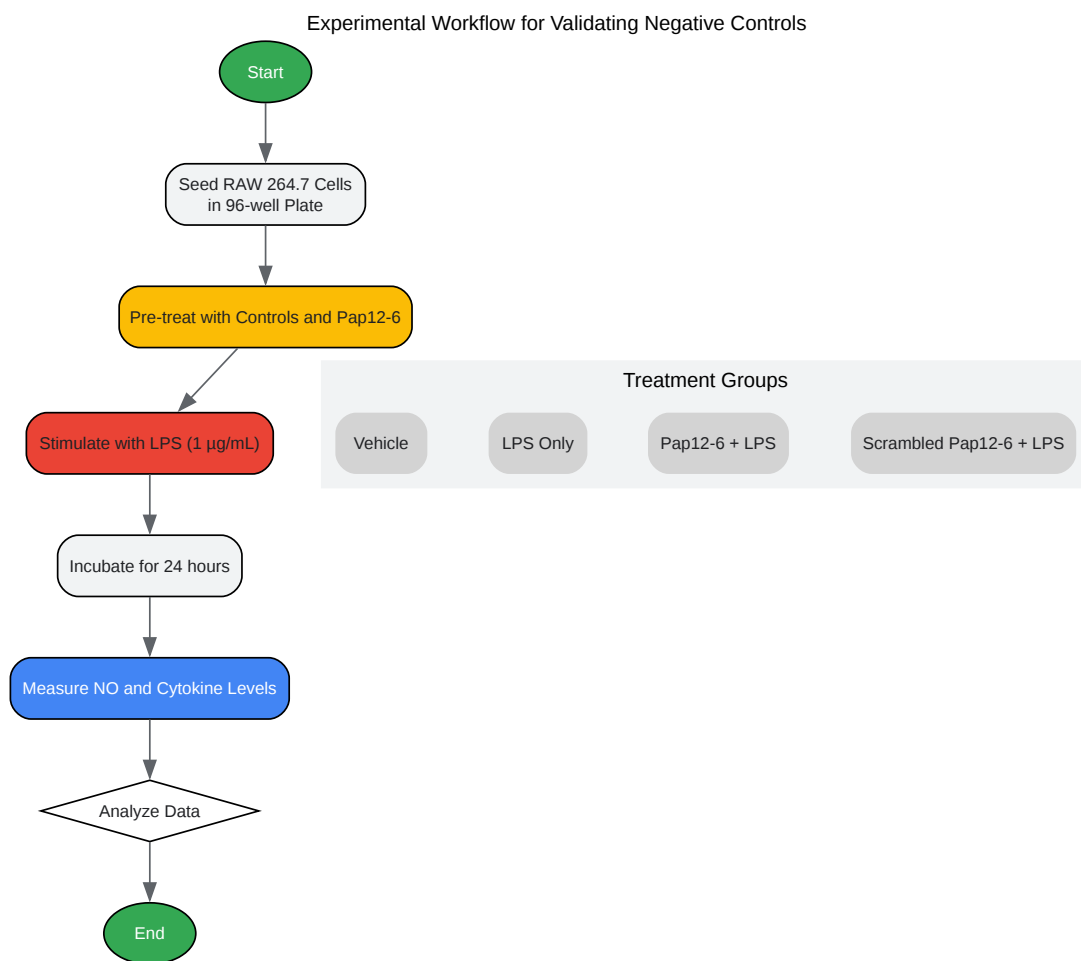 Experimental Workflow for Validating Negative Controls
Start
Seed RAW 264.7 Cells
in 96-well Plate
Pre-treat with Controls and Pap12-6
Treatment Groups
Stimulate with LPS (1 µg/mL)
Vehicle
LPS Only
Pap12-6 + LPS
Scrambled Pap12-6 + LPS
Incubate for 24 hours
Measure NO and Cytokine Levels
Analyze Data
End